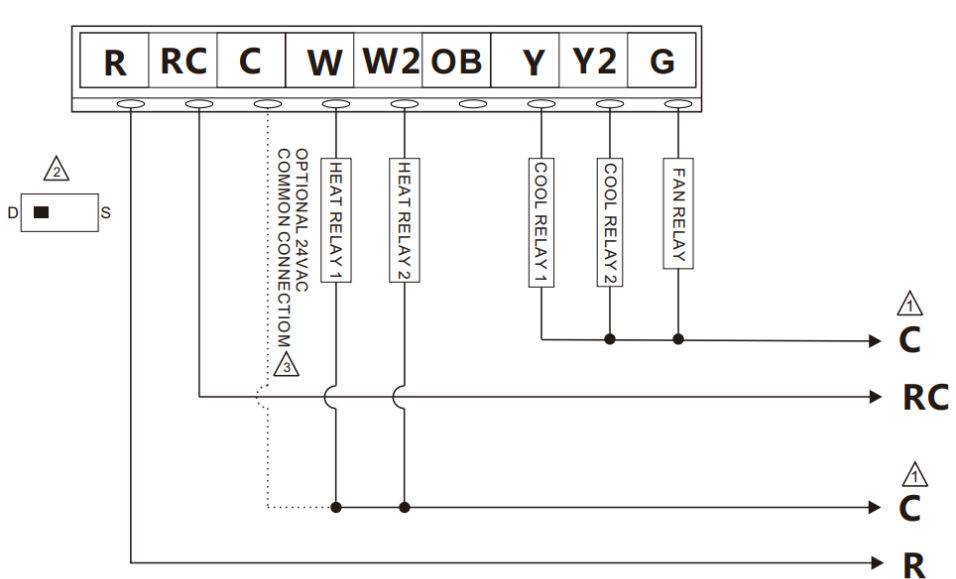 R RC C W W2 OB Y Y2 G
2
D S
OPTIONAL 24VAC
COMMON CONNECTIOM
3
HEAT RELAY 1
HEAT RELAY 2
COOL RELAY 1
COOL RELAY 2
FAN RELAY
1
C
RC
1
C
R